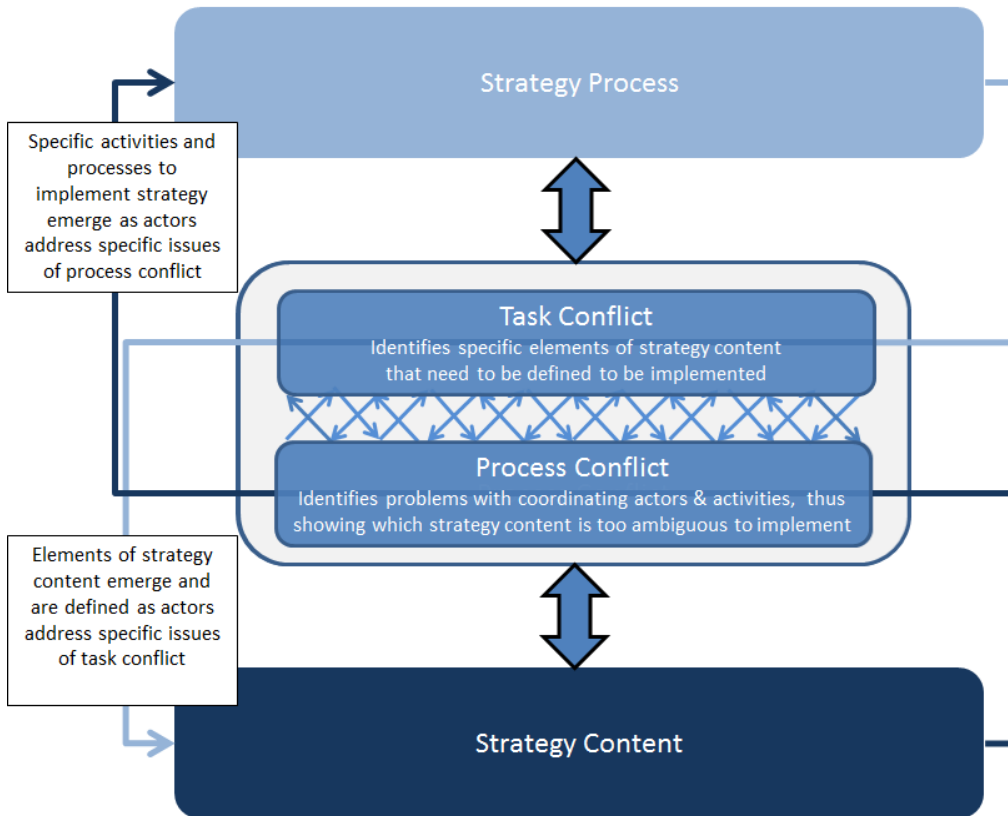 Strategy Process
Specific activities and
processes to
implement strategy
emerge as actors
address specific issues
of process conflict
Task Conflict
Identifies specific elements of strategy content
that need to be defined to be implemented
Process Conflict
Identifies problems with coordinating actors & activities, thus
showing which strategy content is too ambiguous to implement
Elements of strategy
content emerge and
are defined as actors
address specific issues
of task conflict
Strategy Content